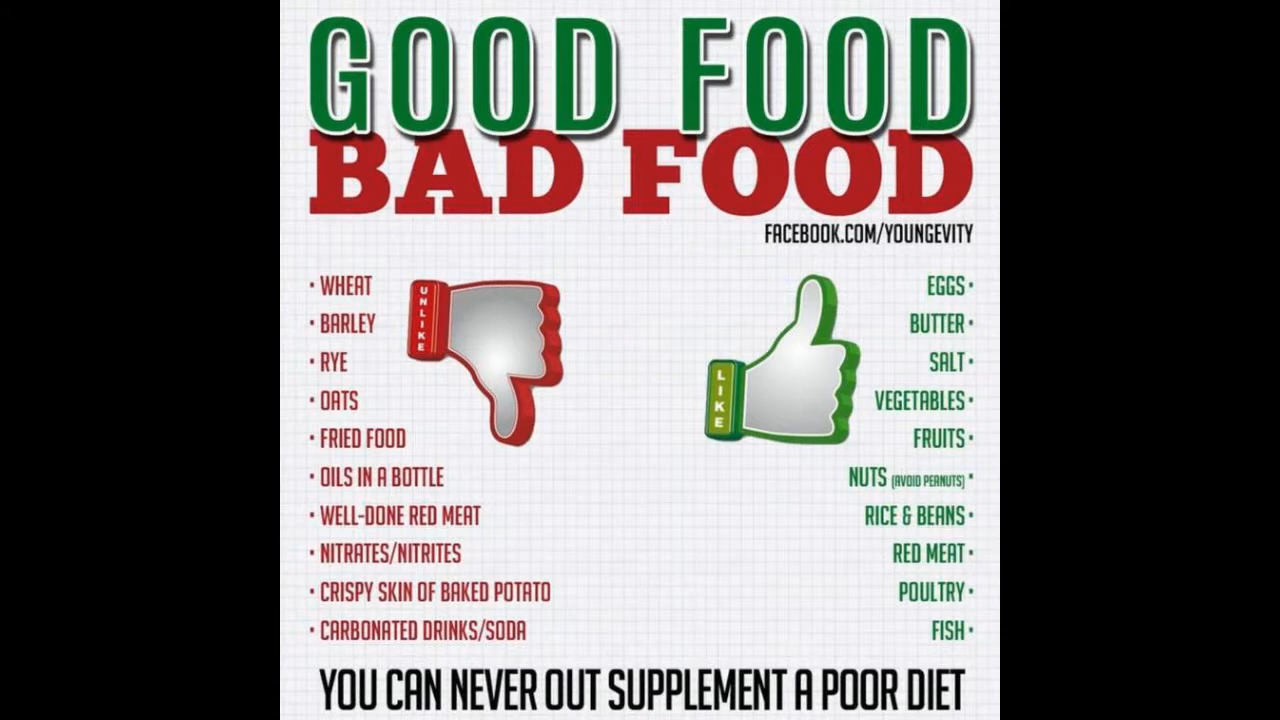 GOOD FOOD
BAD FOOD
FACEBOOK.COM/YOUNGEVITY
• WHEAT
• BARLEY
• RYE
• OATS
• FRIED FOOD
• OILS IN A BOTTLE
• WELL-DONE RED MEAT
• NITRATES/NITRITES
• CRISPY SKIN OF BAKED POTATO
• CARBONATED DRINKS/SODA
UNLIKE
LIKE
EGGS •
BUTTER •
SALT •
VEGETABLES •
FRUITS •
NUTS (AVOID PEANUTS) •
RICE & BEANS •
RED MEAT •
POULTRY •
FISH •
YOU CAN NEVER OUT SUPPLEMENT A POOR DIET